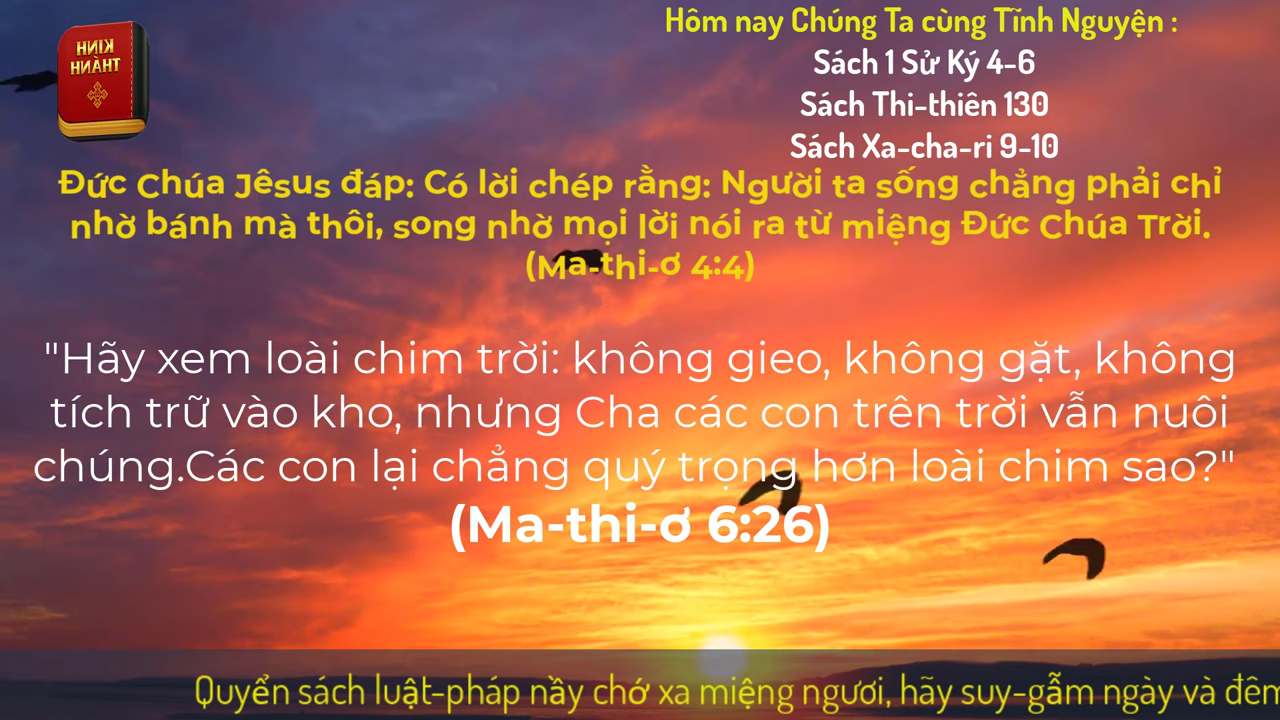 KINH
THÁNH
Hôm nay Chúng Ta cùng Tĩnh Nguyện :
Sách 1 Sử Ký 4-6
Sách Thi-thiên 130
Sách Xa-cha-ri 9-10
Đức Chúa Jêsus đáp: Có lời chép rằng: Người ta sống chẳng phải chỉ
nhờ bánh mà thôi, song nhờ mọi lời nói ra từ miệng Đức Chúa Trời.
(Ma-thi-ơ 4:4)
"Hãy xem loài chim trời: không gieo, không gặt, không
tích trữ vào kho, nhưng Cha các con trên trời vẫn nuôi
chúng.Các con lại chẳng quý trọng hơn loài chim sao?"
(Ma-thi-ơ 6:26)
Quyển sách luật-pháp nầy chớ xa miệng ngươi, hãy suy-gẫm ngày và đêm